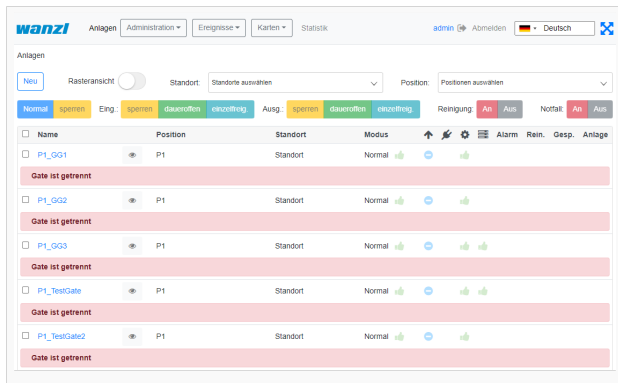 wanzl Anlagen Administration Ereignisse Karten Statistik admin Abmelden Deutsch
Anlagen
Neu Rasteransicht Standort: Standorte auswählen Position: Positionen auswählen
Normal sperren Eing.: sperren daueroffen einzelfreig. Ausg.: sperren daueroffen einzelfreig. Reinigung: An Aus Notfall: An Aus
Name Position Standort Modus Alarm Rein. Gesp. Anlage
P1_GG1 P1 Standort Normal
Gate ist getrennt
P1_GG2 P1 Standort Normal
Gate ist getrennt
P1_GG3 P1 Standort Normal
Gate ist getrennt
P1_TestGate P1 Standort Normal
Gate ist getrennt
P1_TestGate2 P1 Standort Normal
Gate ist getrennt